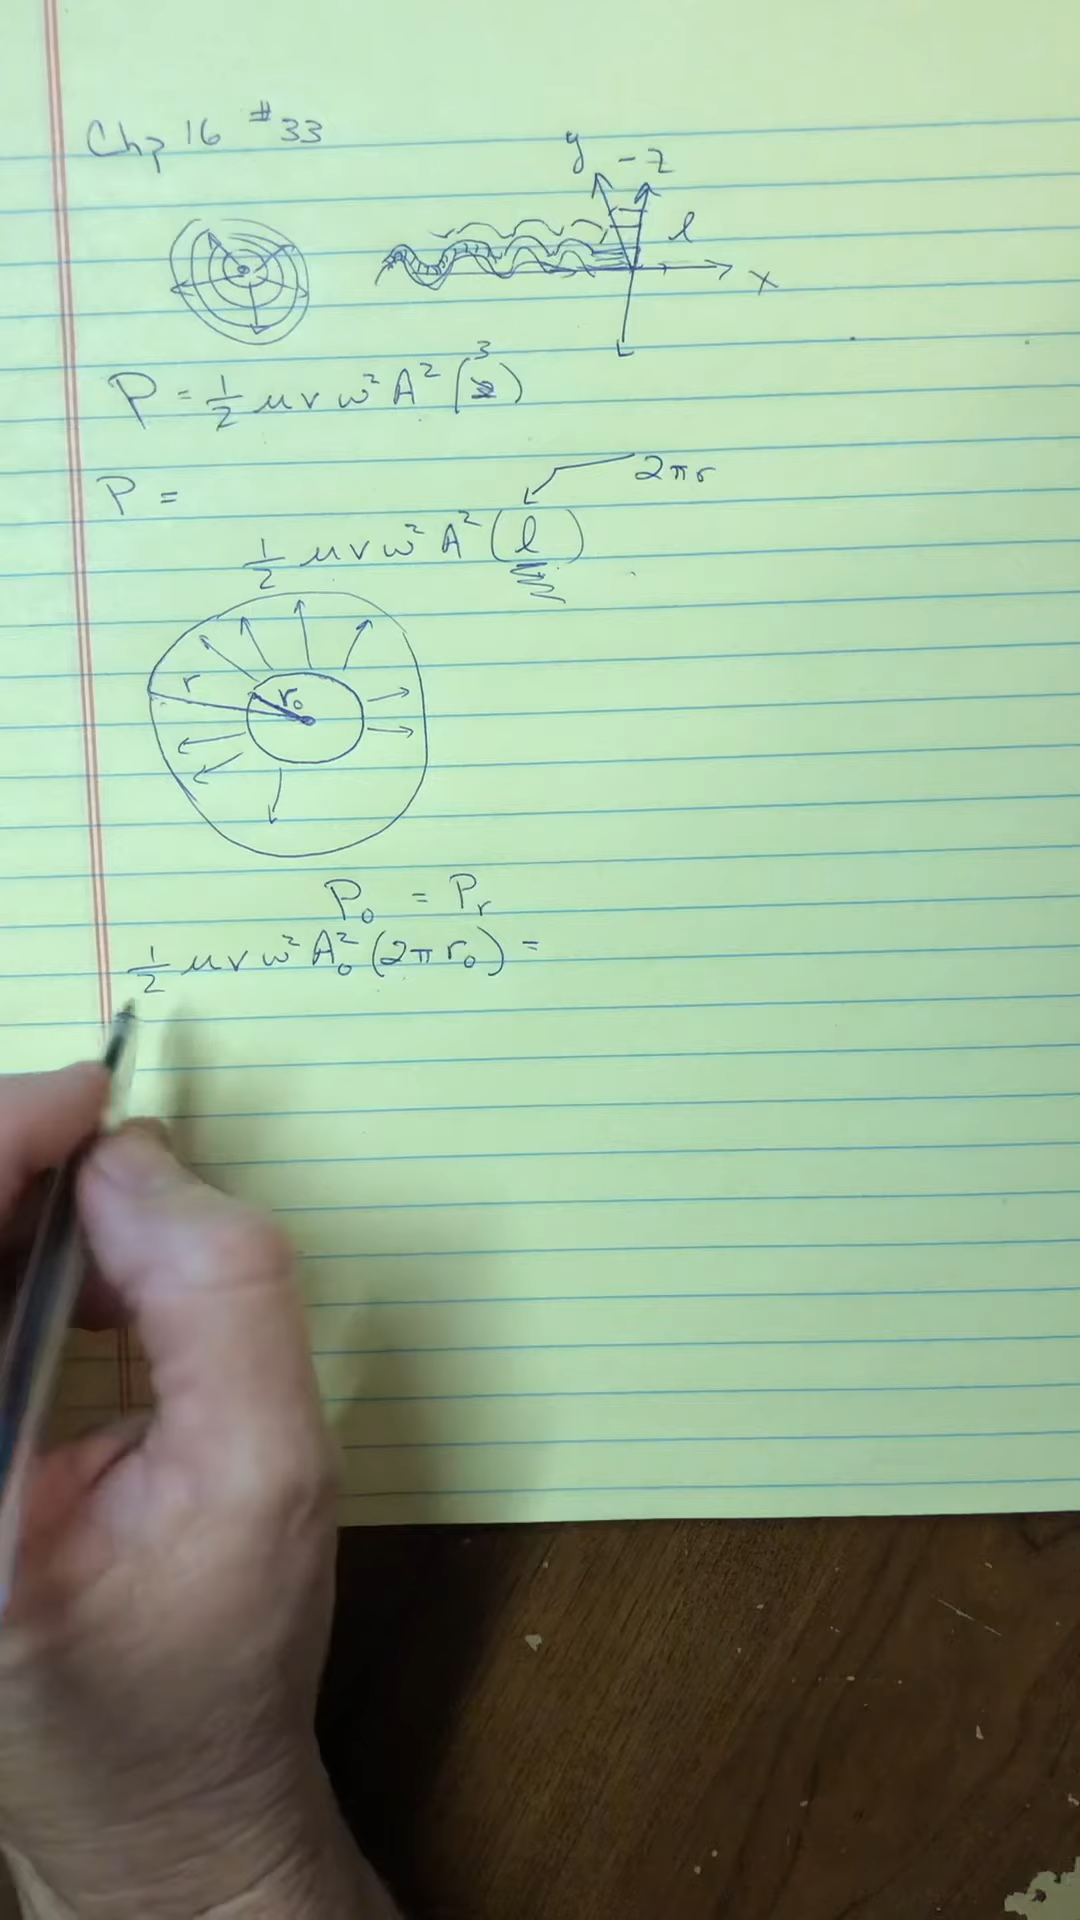 Chp 16 #33
y -z
l
x
P = 1/2 μ v ω² A² (3)
P =
2πr
1/2 μ v ω² A² (l)
r r₀
P₀ = Pᵣ
1/2 μ v ω² A₀² (2π r₀) =